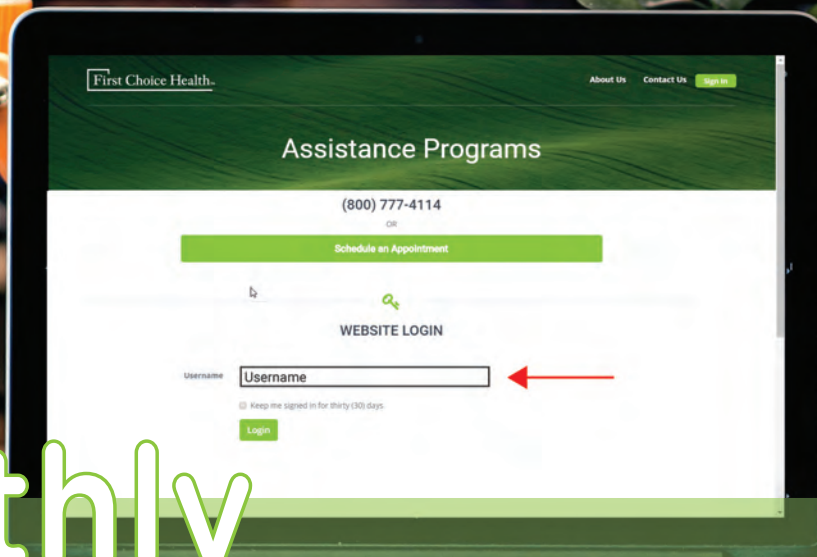 First Choice Health™
About Us Contact Us Sign In
Assistance Programs
(800) 777-4114
OR
Schedule an Appointment
WEBSITE LOGIN
Username Username
Keep me signed in for thirty (30) days
Login
thly